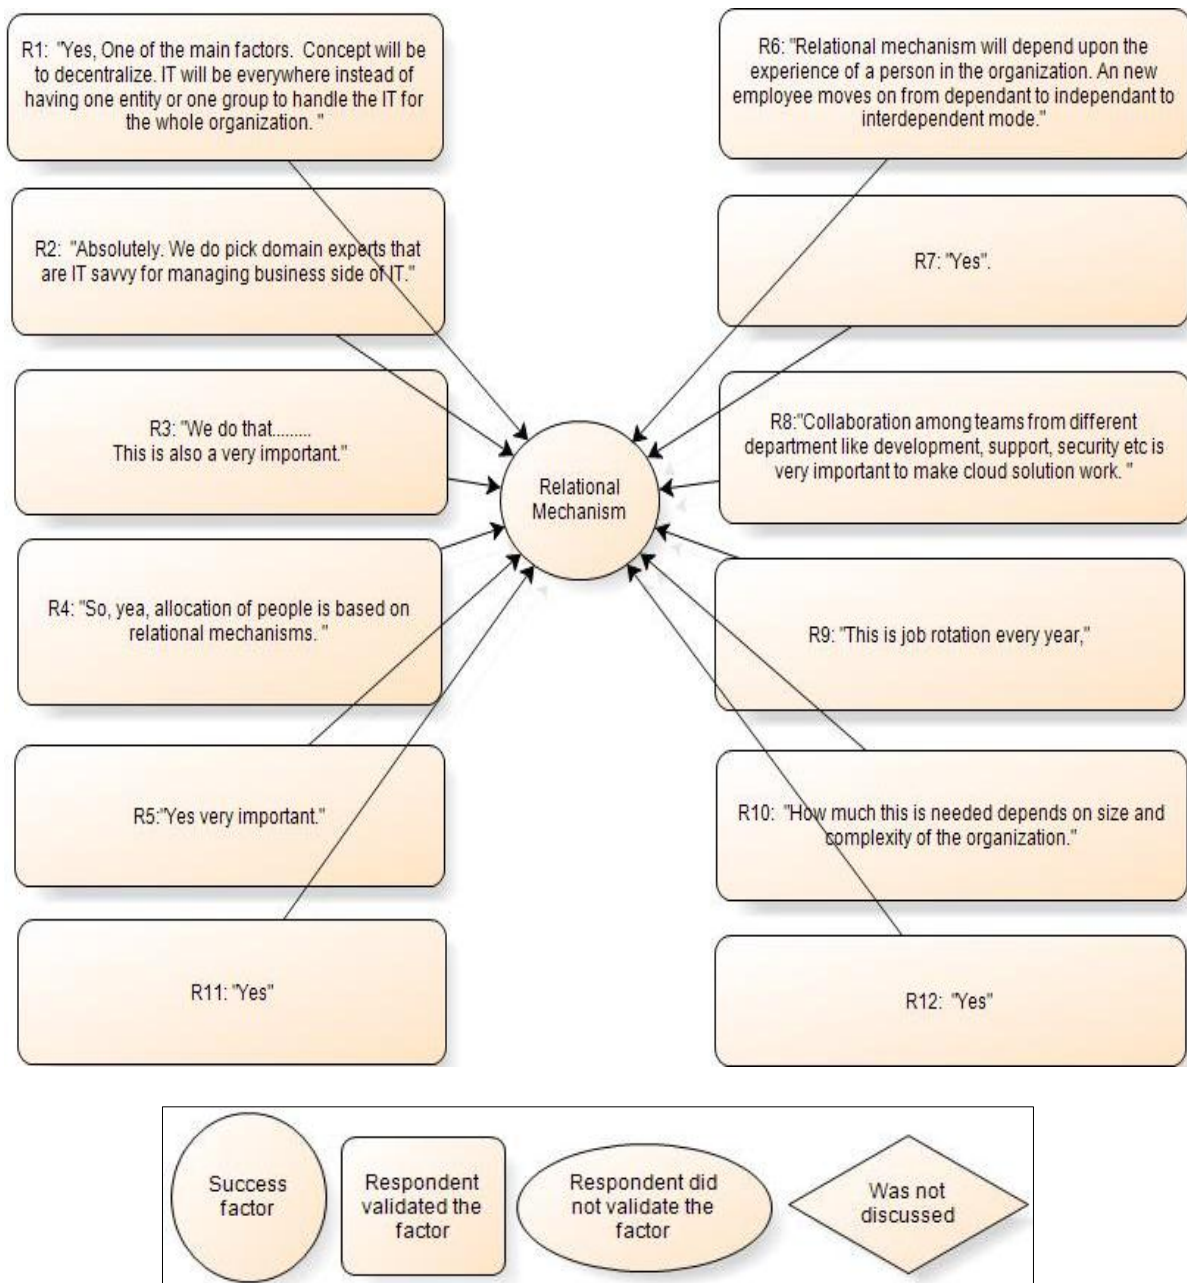 R1: "Yes, One of the main factors. Concept will be
to decentralize. IT will be everywhere instead of
having one entity or one group to handle the IT for
the whole organization. "
R2: "Absolutely. We do pick domain experts that
are IT savvy for managing business side of IT."
R3: "We do that.........
This is also a very important."
R4: "So, yea, allocation of people is based on
relational mechanisms. "
R5:"Yes very important."
R11: "Yes"
Relational
Mechanism
R6: "Relational mechanism will depend upon the
experience of a person in the organization. An new
employee moves on from dependant to independant to
interdependent mode."
R7: "Yes".
R8:"Collaboration among teams from different
department like development, support, security etc is
very important to make cloud solution work. "
R9: "This is job rotation every year,"
R10: "How much this is needed depends on size and
complexity of the organization."
R12: "Yes"
Success
factor
Respondent
validated the
factor
Respondent did
not validate the
factor
Was not
discussed